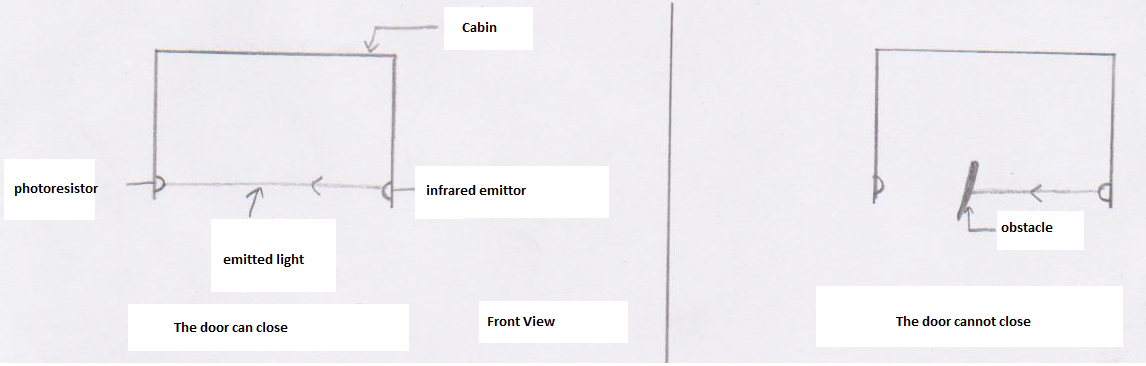 Cabin
photoresistor
infrared emittor
emitted light
obstacle
The door can close
Front View
The door cannot close